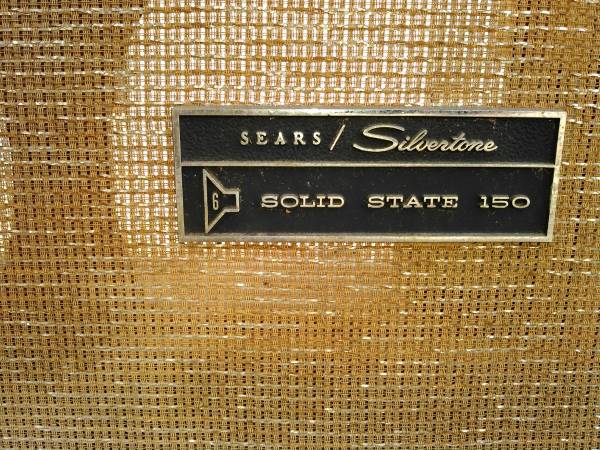 SEARS / Silvertone
6 SOLID STATE 150